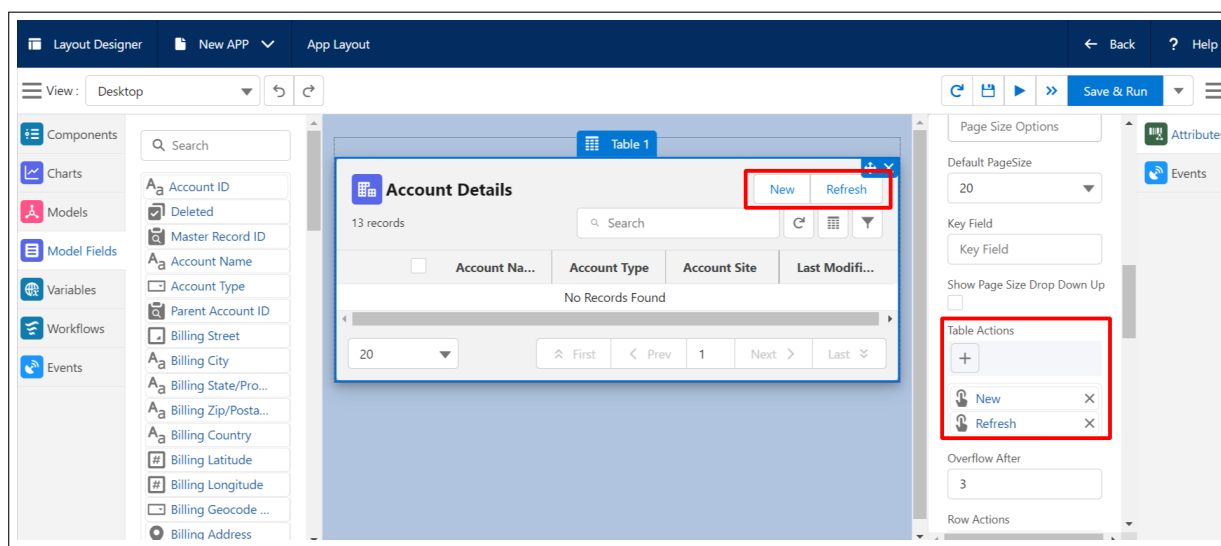 Layout Designer
New APP
App Layout
Back
? Help
View :
Desktop
Save & Run
Components
Charts
Models
Model Fields
Variables
Workflows
Events
Search
Account ID
Deleted
Master Record ID
Account Name
Account Type
Parent Account ID
Billing Street
Billing City
Billing State/Pro...
Billing Zip/Posta...
Billing Country
Billing Latitude
Billing Longitude
Billing Geocode ...
Billing Address
Table 1
Account Details
New
Refresh
13 records
Search
Account Na...
Account Type
Account Site
Last Modifi...
No Records Found
20
First
Prev
1
Next
Last
Page Size Options
Default PageSize
20
Key Field
Key Field
Show Page Size Drop Down Up
Table Actions
New
Refresh
Overflow After
3
Row Actions
Attributes
Events